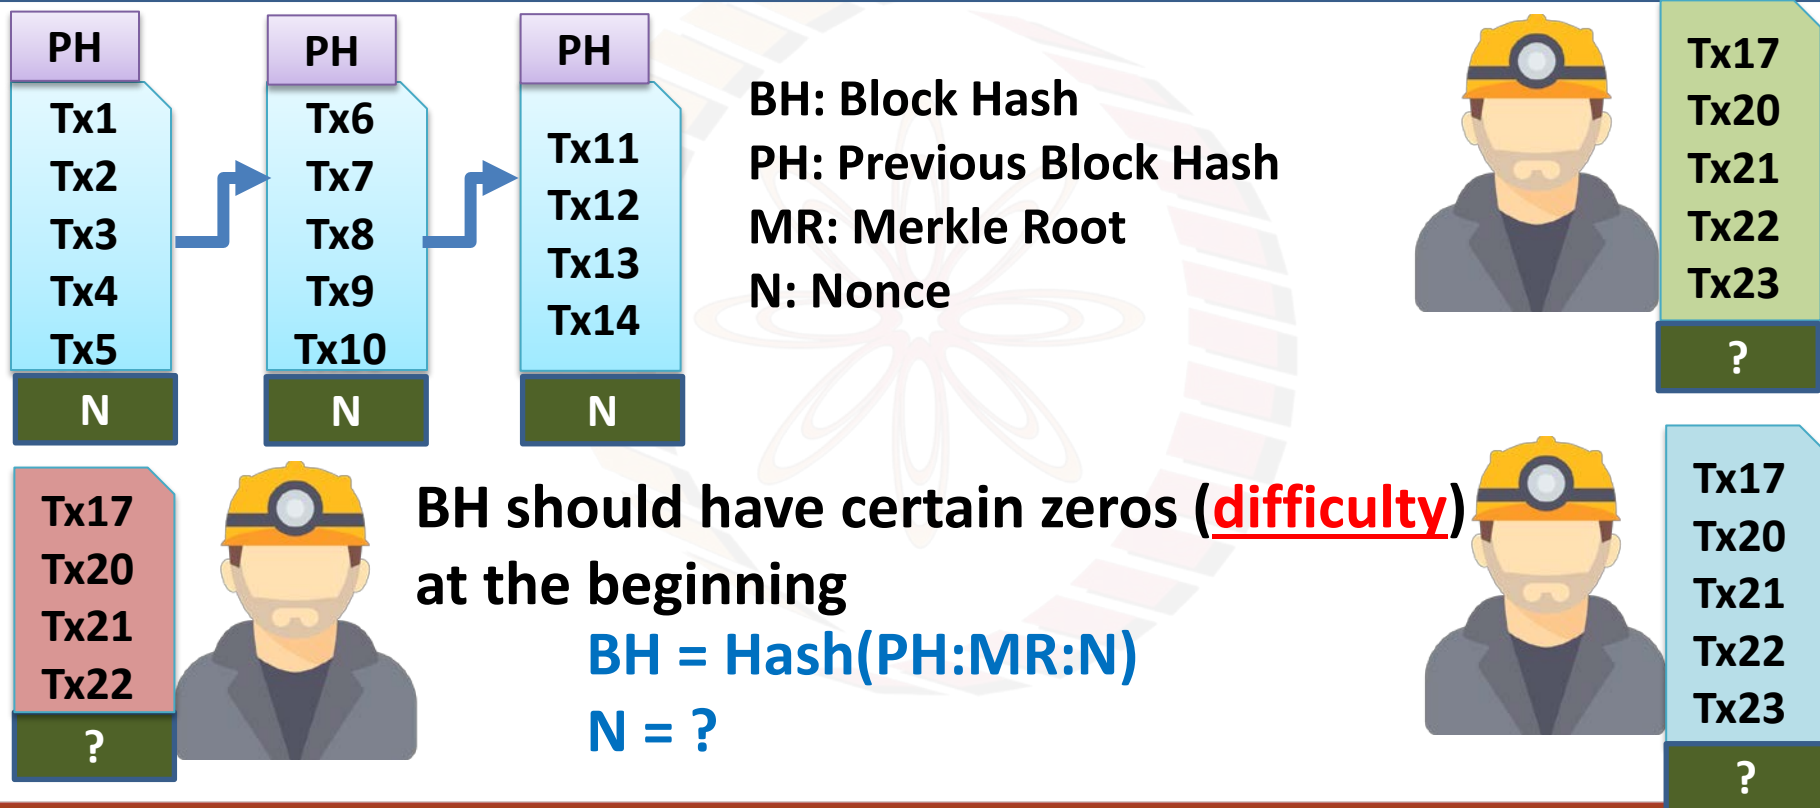 PH
Tx1
Tx2
Tx3
Tx4
Tx5
N
PH
Tx6
Tx7
Tx8
Tx9
Tx10
N
PH
Tx11
Tx12
Tx13
Tx14
N
BH: Block Hash
PH: Previous Block Hash
MR: Merkle Root
N: Nonce
Tx17
Tx20
Tx21
Tx22
Tx23
?
Tx17
Tx20
Tx21
Tx22
?
BH should have certain zeros (difficulty)
at the beginning
BH = Hash(PH:MR:N)
N = ?
Tx17
Tx20
Tx21
Tx22
Tx23
?